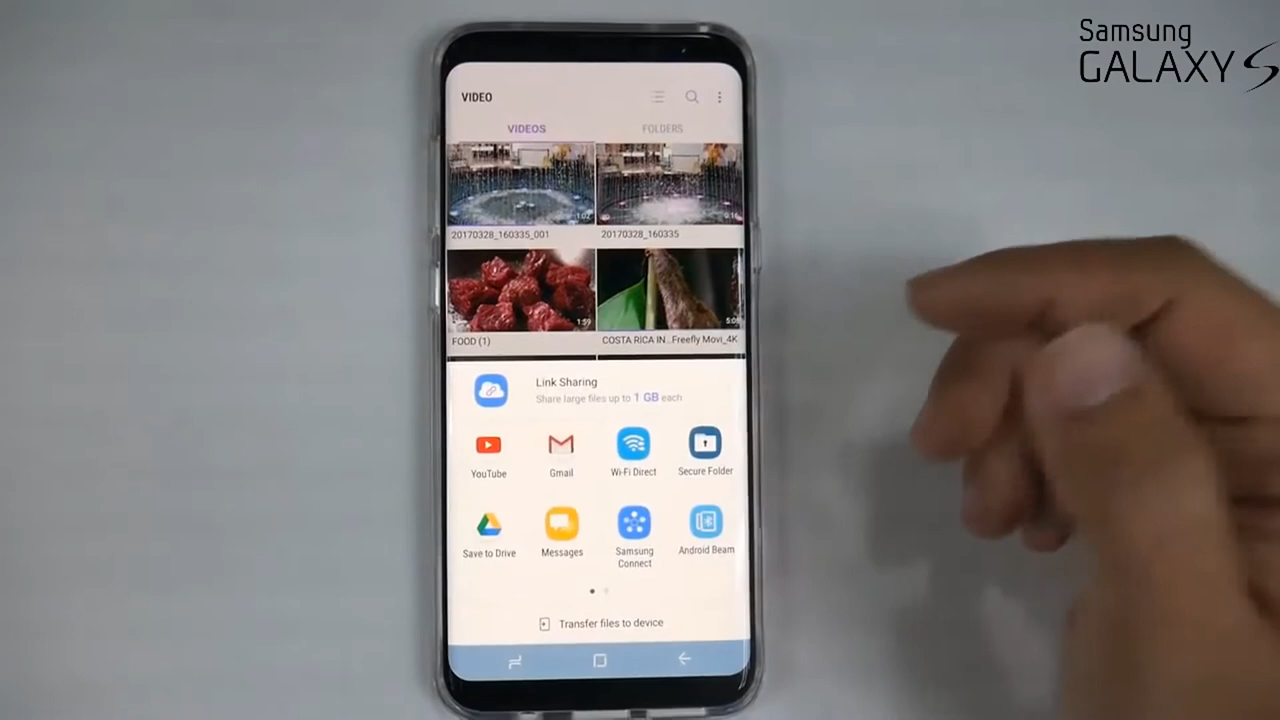 Samsung
GALAXY S
VIDEO
VIDEOS FOLDERS
1:02
20170328_160335_001 20170328_160335
1:59
FOOD (1) COSTA RICA IN...Freefly Movi_4K
Link Sharing
Share large files up to 1 GB each
YouTube Gmail Wi-Fi Direct Secure Folder
Save to Drive Messages Samsung Connect Android Beam
Transfer files to device